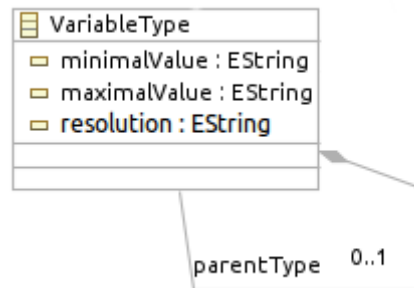 VariableType
minimalValue : EString
maximalValue : EString
resolution : EString
parentType 0..1